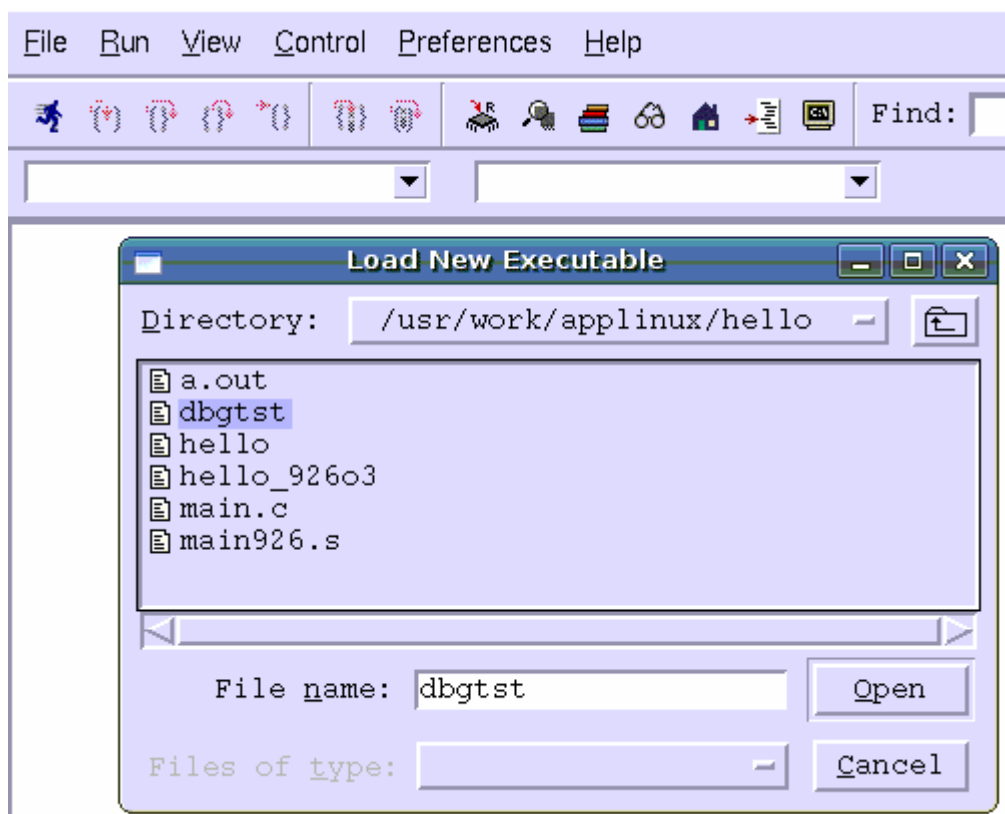 File Run View Control Preferences Help
Find:
Load New Executable
Directory: /usr/work/applinux/hello
a.out
dbgtst
hello
hello_926o3
main.c
main926.s
File name: dbgtst Open
Files of type: Cancel